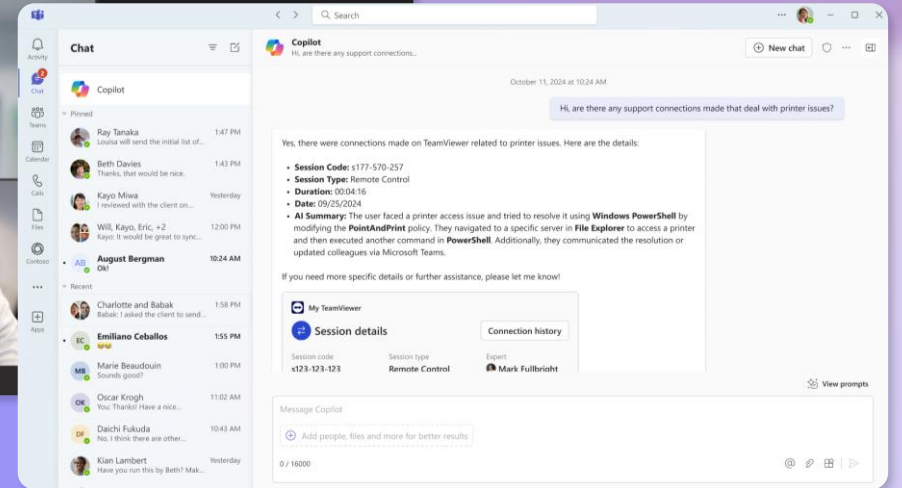 Search
Activity
2
Chat
Teams
Calendar
Calls
Files
Contoso
Apps
Chat
Copilot
Pinned
Ray Tanaka 1:47 PM
Louisa will send the initial list of...
Beth Davies 1:43 PM
Thanks, that would be nice.
Kayo Miwa Yesterday
I reviewed with the client on...
Will, Kayo, Eric, +2 12:00 PM
Kayo: It would be great to sync...
AB August Bergman 10:24 AM
Ok!
Recent
Charlotte and Babak 1:58 PM
Babak: I asked the client to send...
EC Emiliano Ceballos 1:55 PM
MB Marie Beaudouin 1:00 PM
Sounds good?
OK Oscar Krogh 11:02 AM
You: Thanks! Have a nice...
DF Daichi Fukuda 10:43 AM
No, I think there are other...
Kian Lambert Yesterday
Have you run this by Beth? Mak...
Copilot
Hi, are there any support connections...
New chat
October 11, 2024 at 10:24 AM
Hi, are there any support connections made that deal with printer issues?
Yes, there were connections made on TeamViewer related to printer issues. Here are the details:
• Session Code: s177-570-257
• Session Type: Remote Control
• Duration: 00:04:16
• Date: 09/25/2024
• AI Summary: The user faced a printer access issue and tried to resolve it using Windows PowerShell by
modifying the PointAndPrint policy. They navigated to a specific server in File Explorer to access a printer
and then executed another command in PowerShell. Additionally, they communicated the resolution or
updated colleagues via Microsoft Teams.
If you need more specific details or further assistance, please let me know!
My TeamViewer
Session details
Connection history
Session code Session type Expert
s123-123-123 Remote Control Mark Fullbright
View prompts
Message Copilot
Add people, files and more for better results
0 / 16000